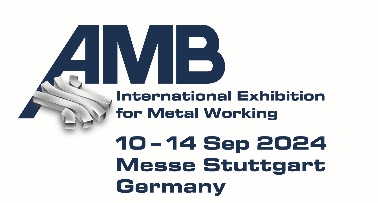 AMB
International Exhibition
for Metal Working
10 – 14 Sep 2024
Messe Stuttgart
Germany